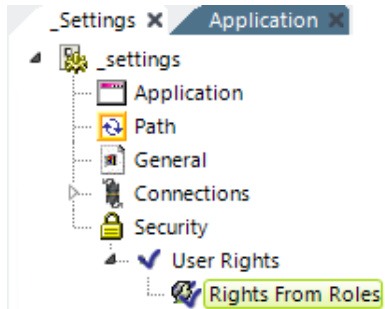 _Settings Application
_settings
Application
Path
General
Connections
Security
User Rights
Rights From Roles